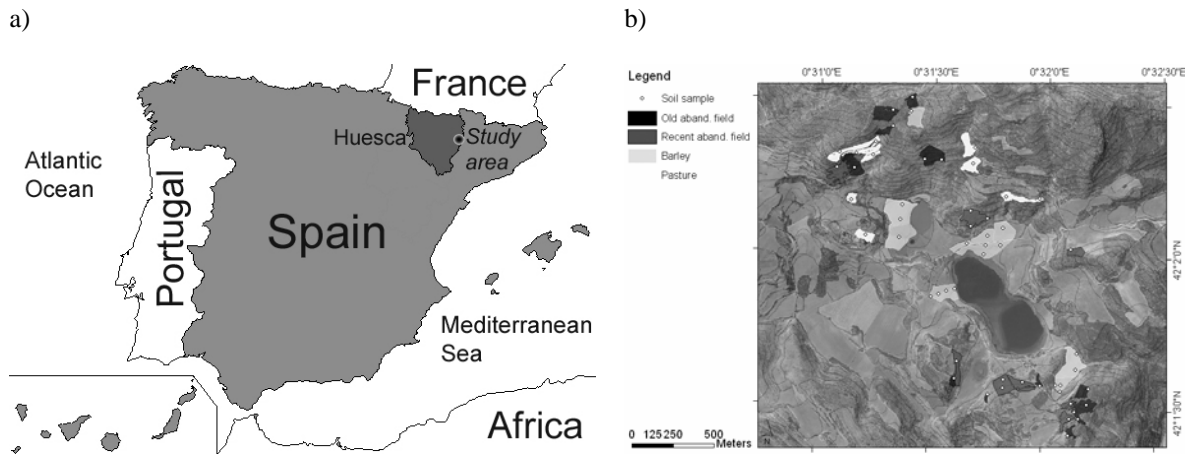 a)
France
Huesca
Study
area
Atlantic
Ocean
Portugal
Spain
Mediterranean
Sea
Africa
b)
0°31'0"E 0°31'30"E 0°32'0"E 0°32'30"E
Legend
Soil sample
Old aband. field
Recent aband. field
Barley
Pasture
42°2'0"N
42°1'30"N
0 125 250 500
Meters
N